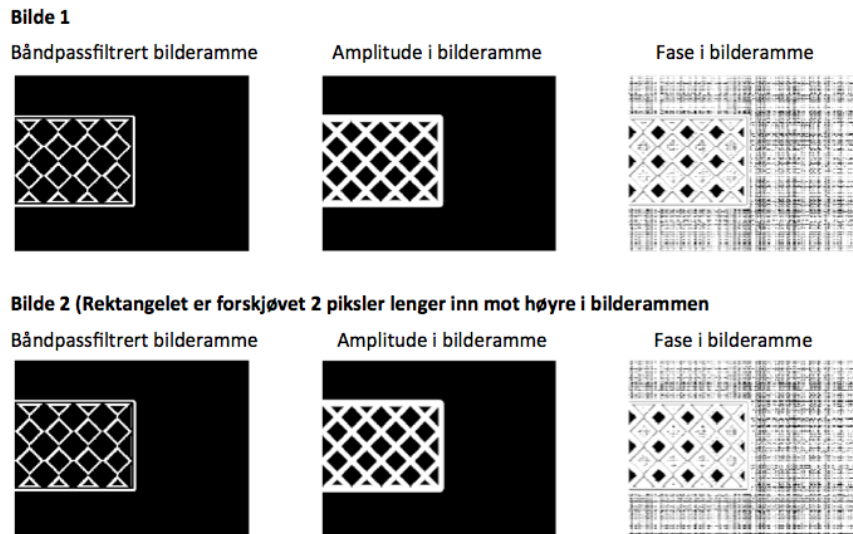 Bilde 1
Båndpassfiltrert bilderamme Amplitude i bilderamme Fase i bilderamme
Bilde 2 (Rektangelet er forskjøvet 2 piksler lenger inn mot høyre i bilderammen
Båndpassfiltrert bilderamme Amplitude i bilderamme Fase i bilderamme